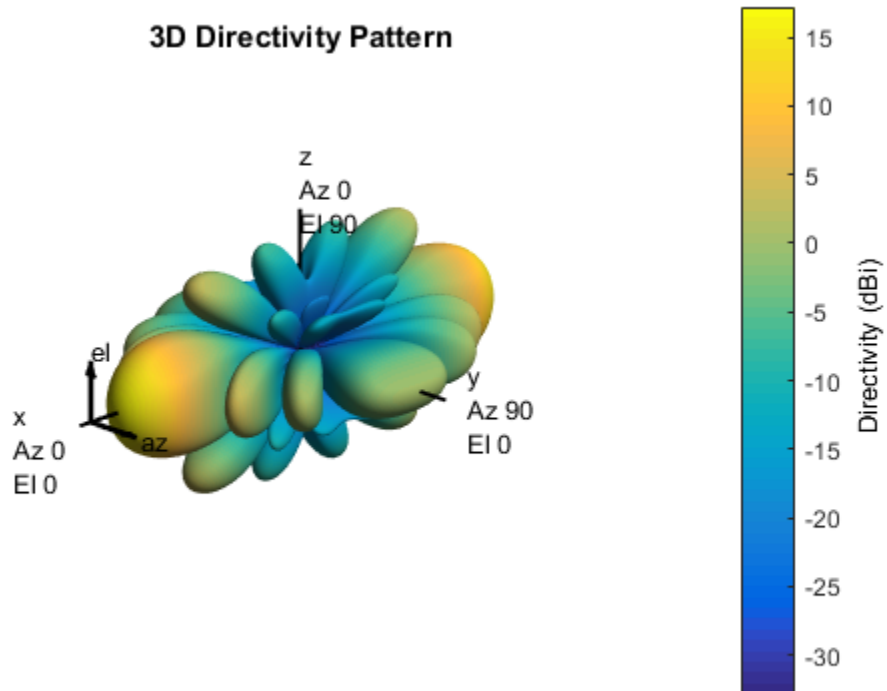 3D Directivity Pattern
z
Az 0
El 90
el
az
x
Az 0
El 0
y
Az 90
El 0
15
10
5
0
-5
-10
-15
-20
-25
-30
Directivity (dBi)